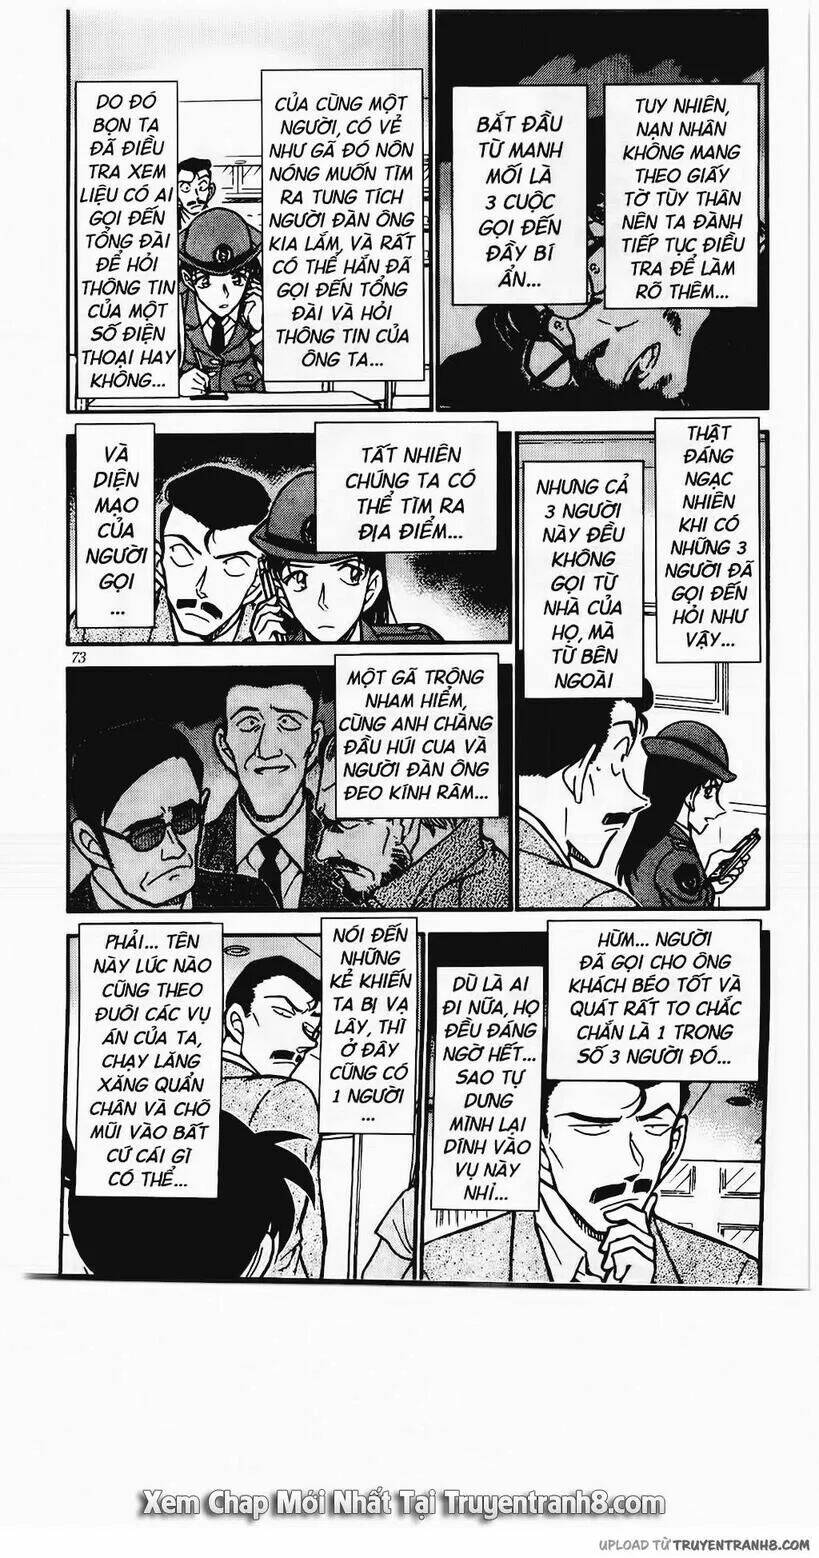 TUY NHIÊN,
NẠN NHÂN
KHÔNG MANG
THEO GIẤY
TỜ TÙY THÂN
NÊN TA ĐÀNH
TIẾP TỤC ĐIỀU
TRA ĐỂ LÀM
RÕ THÊM...
BẮT ĐẦU
TỪ MANH
MỐI LÀ
3 CUỘC
GỌI ĐẾN
ĐẦY BÍ
ẨN...
CỦA CÙNG MỘT
NGƯỜI, CÓ VẺ
NHƯ GÃ ĐÓ NÔN
NÓNG MUỐN TÌM
RA TUNG TÍCH
NGƯỜI ĐÀN ÔNG
KIA LẮM, VÀ RẤT
CÓ THỂ HẮN ĐÃ
GỌI ĐẾN TỔNG
ĐÀI VÀ HỎI
THÔNG TIN CỦA
ÔNG TA...
DO ĐÓ
BỌN TA
ĐÃ ĐIỀU
TRA XEM
LIỆU CÓ AI
GỌI ĐẾN
TỔNG ĐÀI
ĐỂ HỎI
THÔNG TIN
CỦA MỘT
SỐ ĐIỆN
THOẠI HAY
KHÔNG...
THẬT
ĐÁNG
NGẠC
NHIÊN
KHI CÓ
NHỮNG 3
NGƯỜI ĐÃ
GỌI ĐẾN
HỎI NHƯ
VẬY...
NHƯNG CẢ
3 NGƯỜI
NÀY ĐỀU
KHÔNG
GỌI TỪ
NHÀ CỦA
HỌ, MÀ
TỪ BÊN
NGOÀI
TẤT NHIÊN
CHÚNG TA CÓ
THỂ TÌM RA
ĐỊA ĐIỂM...
VÀ
DIỆN
MẠO
CỦA
NGƯỜI
GỌI
...
73
MỘT GÃ TRÔNG
NHAM HIỂM,
CÙNG ANH CHÀNG
ĐẦU HÚI CUA VÀ
NGƯỜI ĐÀN ÔNG
ĐEO KÍNH RÂM...
HỪM... NGƯỜI
ĐÃ GỌI CHO ÔNG
KHÁCH BÉO TỐT VÀ
QUÁT RẤT TO CHẮC
CHẮN LÀ 1 TRONG
SỐ 3 NGƯỜI ĐÓ...
DÙ LÀ AI
ĐI NỮA, HỌ
ĐỀU ĐÁNG
NGỜ HẾT...
SAO TỰ
DƯNG
MÌNH LẠI
DÍNH VÀO
VỤ NÀY
NHỈ...
NÓI ĐẾN
NHỮNG
KẺ KHIẾN
TA BỊ VẠ
LÂY, THÌ
Ở ĐÂY
CŨNG CÓ
1 NGƯỜI
...
PHẢI... TÊN
NÀY LÚC NÀO
CŨNG THEO
ĐUÔI CÁC VỤ
ÁN CỦA TA,
CHẠY LĂNG
XĂNG QUẨN
CHÂN VÀ CHÕ
MŨI VÀO BẤT
CỨ CÁI GÌ
CÓ THỂ...
Xem Chap Mới Nhất Tại Truyentranh8.com
UPLOAD TỪ TRUYENTRANH8.COM